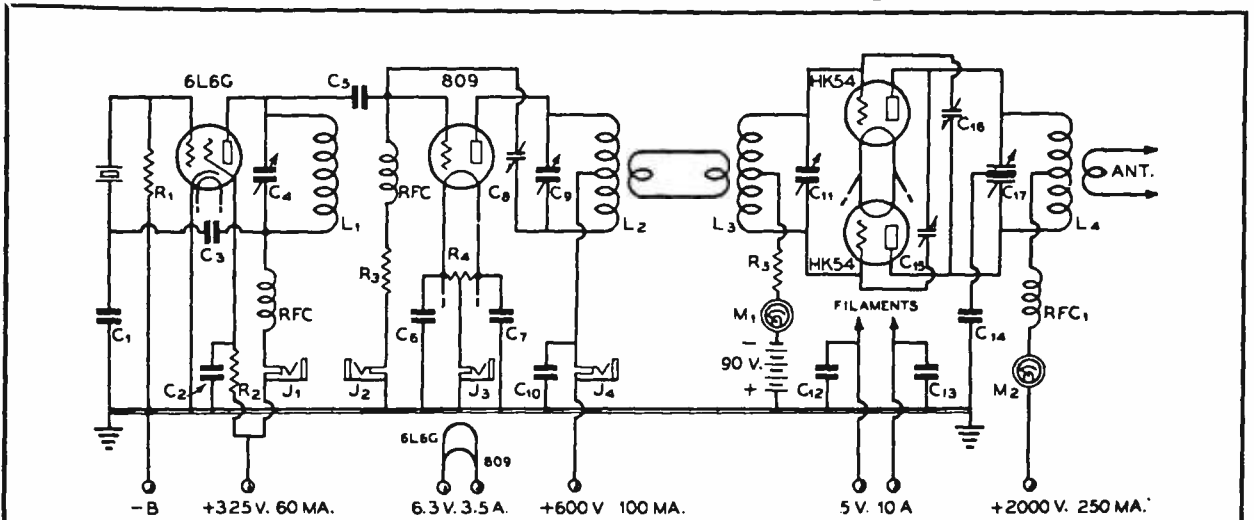 6L6G
C5
809
HK54
C16
R1
C4
L1
RFC
C8
C9
L2
L3
C11
C17
L4
ANT.
C3
R3
R4
R5
HK54
C15
C1
RFC
C6
C7
M1
FILAMENTS
C14
RFC1
C2
R2
J1
J2
J3
C10
J4
90 V.
−
+
C12
C13
M2
6L6G
809
−B
+325 V. 60 MA.
6.3 V. 3.5 A.
+600 V 100 MA.
5 V. 10 A
+2000 V. 250 MA.